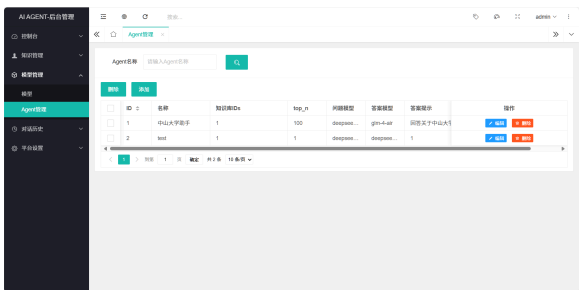 AI AGENT-后台管理
搜索...
admin
控制台
知识管理
模型管理
模型
Agent管理
对话历史
平台设置
Agent管理
Agent名称 请输入Agent名称
删除 添加
ID 名称 知识库IDs top_n 问题模型 答案模型 答案提示 操作
1 中山大学助手 1 100 deepsee... glm-4-air 回答关于中山大学 编辑 删除
2 test 1 1 deepsee... deepsee... 1 编辑 删除
1 到第 1 页 确定 共 2 条 10 条/页